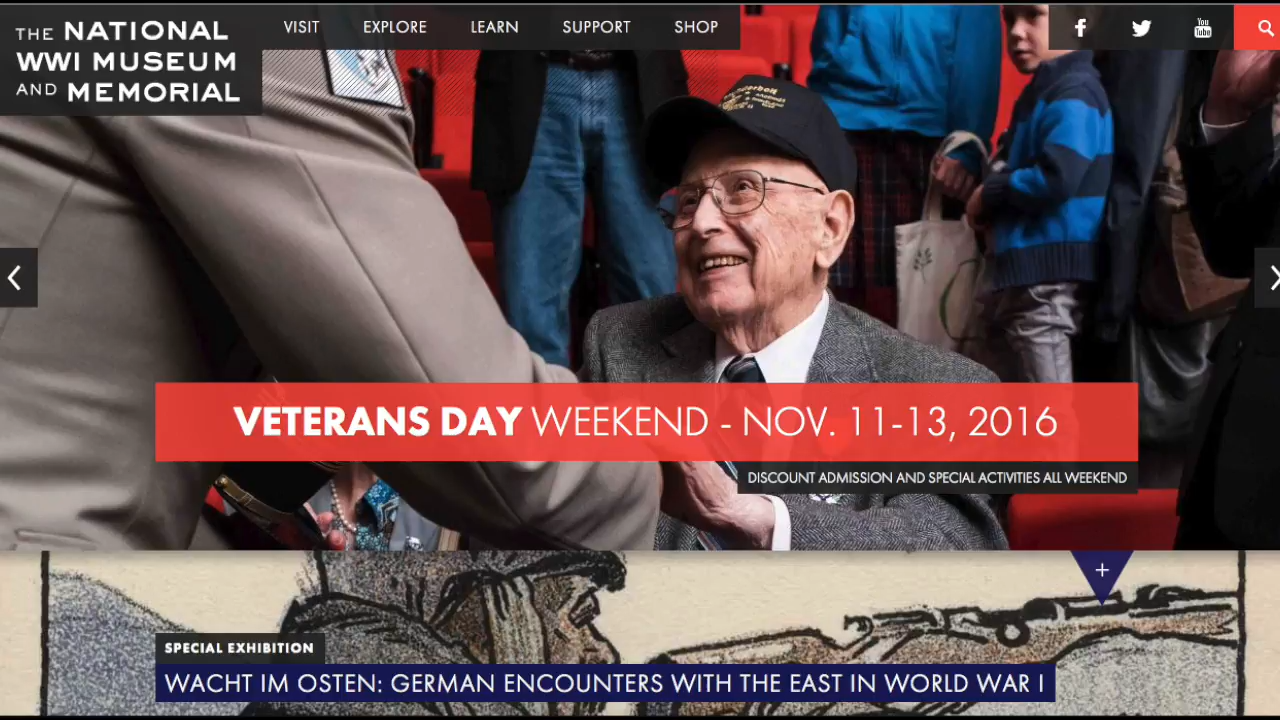 THE NATIONAL
WWI MUSEUM
AND MEMORIAL
VISIT
EXPLORE
LEARN
SUPPORT
SHOP
You
Tube
VETERANS DAY WEEKEND - NOV. 11-13, 2016
DISCOUNT ADMISSION AND SPECIAL ACTIVITIES ALL WEEKEND
SPECIAL EXHIBITION
WACHT IM OSTEN: GERMAN ENCOUNTERS WITH THE EAST IN WORLD WAR I